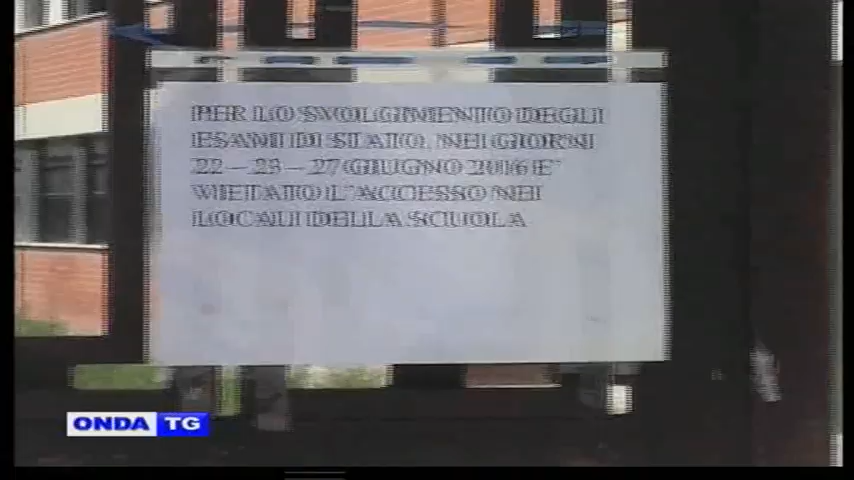 PER LO SVOLGIMENTO DEGLI
ESAMI DI STATO, NEI GIORNI
22 – 23 – 27 GIUGNO 2016 E'
VIETATO L'ACCESSO NEI
LOCALI DELLA SCUOLA
ONDA TG